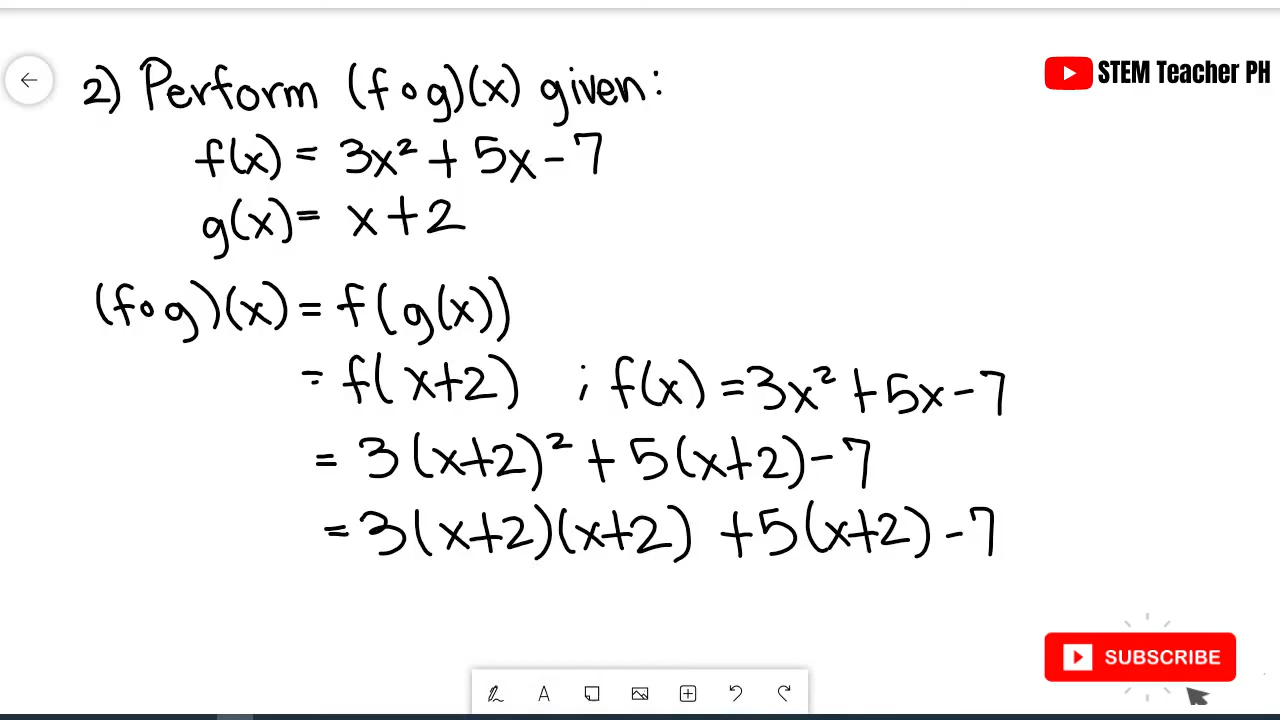 STEM Teacher PH
2) Perform (f∘g)(x) given:
f(x) = 3x² + 5x - 7
g(x) = x + 2
(f∘g)(x) = f(g(x))
= f(x+2) ; f(x) = 3x² + 5x - 7
= 3(x+2)² + 5(x+2) - 7
= 3(x+2)(x+2) + 5(x+2) - 7
SUBSCRIBE
A